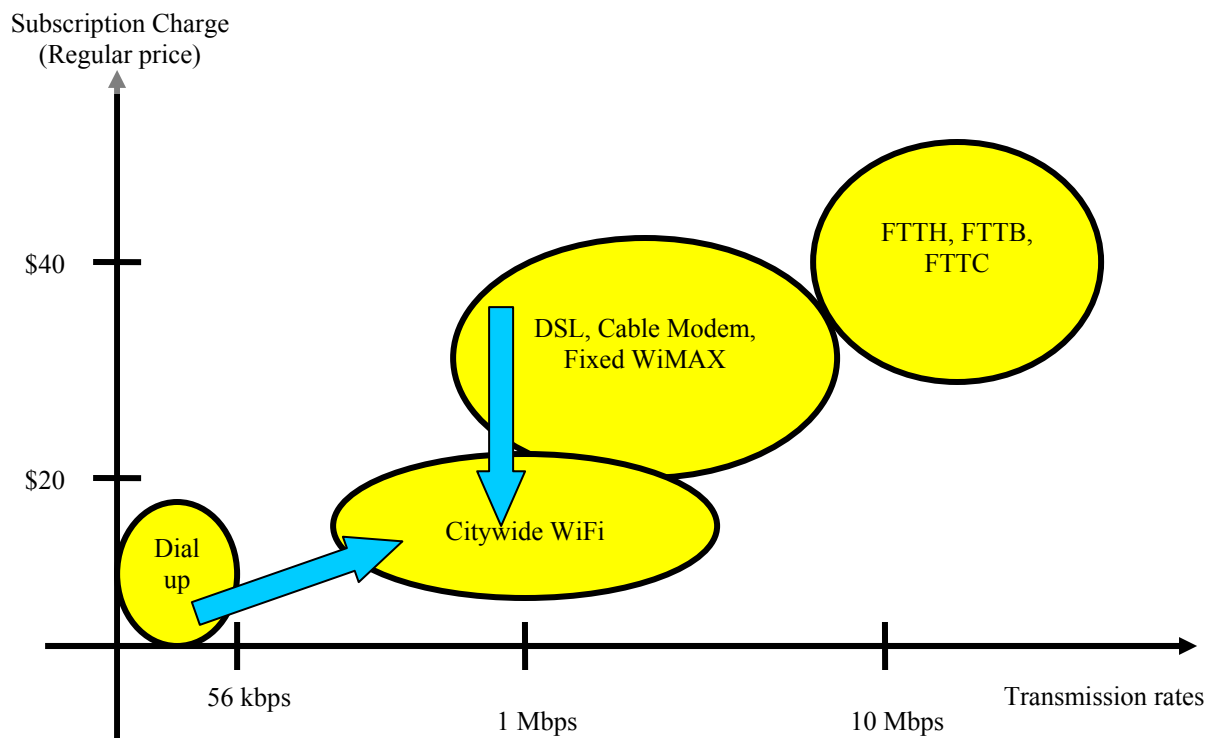 Subscription Charge
(Regular price)
FTTH, FTTB,
FTTC
$40
DSL, Cable Modem,
Fixed WiMAX
$20
Citywide WiFi
Dial
up
56 kbps
Transmission rates
1 Mbps
10 Mbps